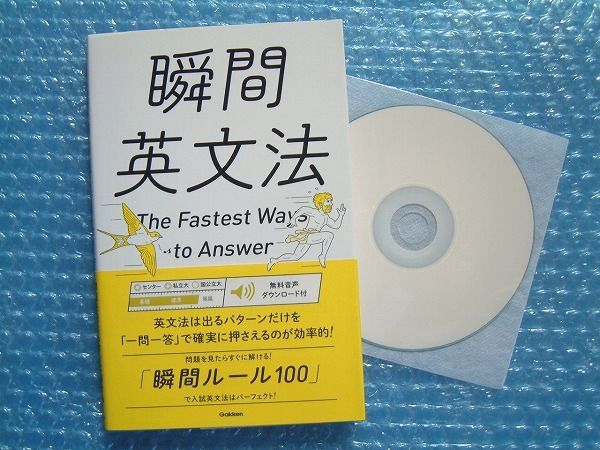 瞬間
英文法
The Fastest Ways
to Answer
センター 私立大 国公立大
基礎 標準 発展
無料音声
ダウンロード付
英文法は出るパターンだけを
「一問一答」で確実に押さえるのが効率的!
問題を見たらすぐに解ける!
「瞬間ルール100」
で入試英文法はパーフェクト!
Gakken